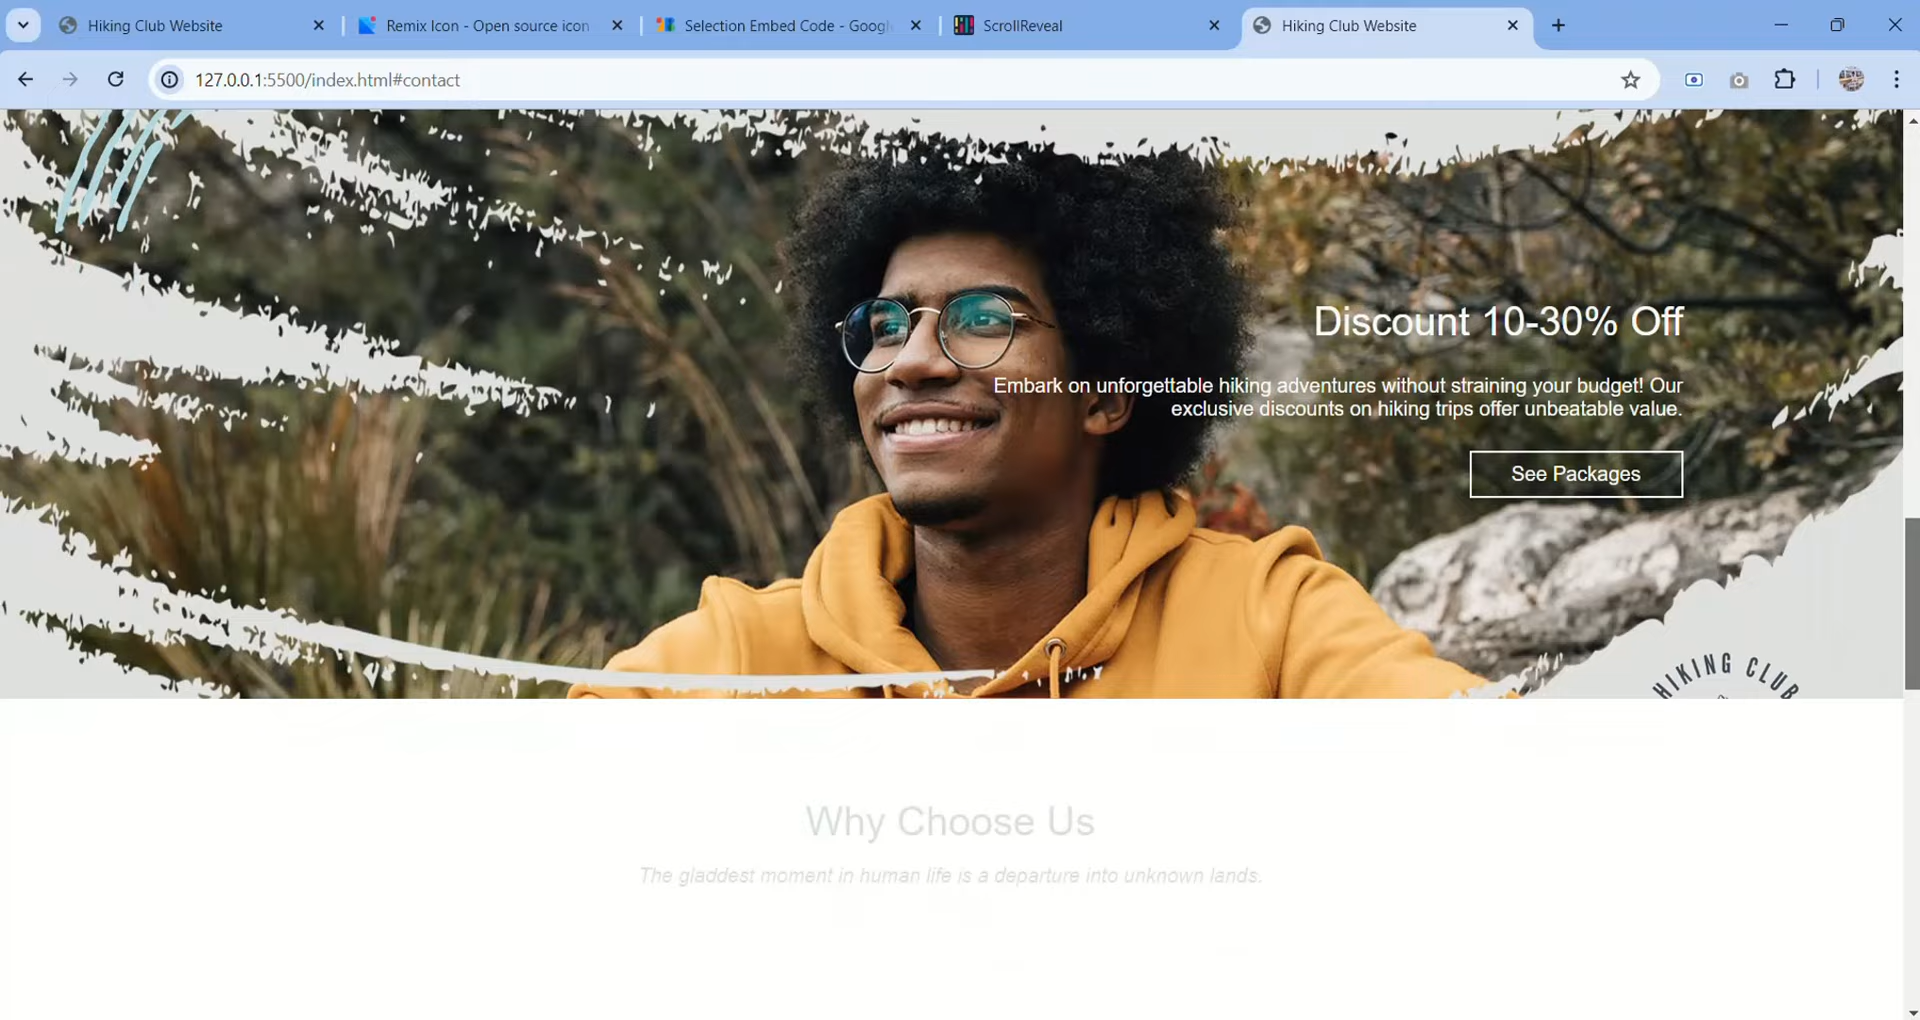 Hiking Club Website
Remix Icon - Open source icon
Selection Embed Code - Google
ScrollReveal
Hiking Club Website
127.0.0.1:5500/index.html#contact
Discount 10-30% Off
Embark on unforgettable hiking adventures without straining your budget! Our
exclusive discounts on hiking trips offer unbeatable value.
See Packages
HIKING CLUB
Why Choose Us
The gladdest moment in human life is a departure into unknown lands.